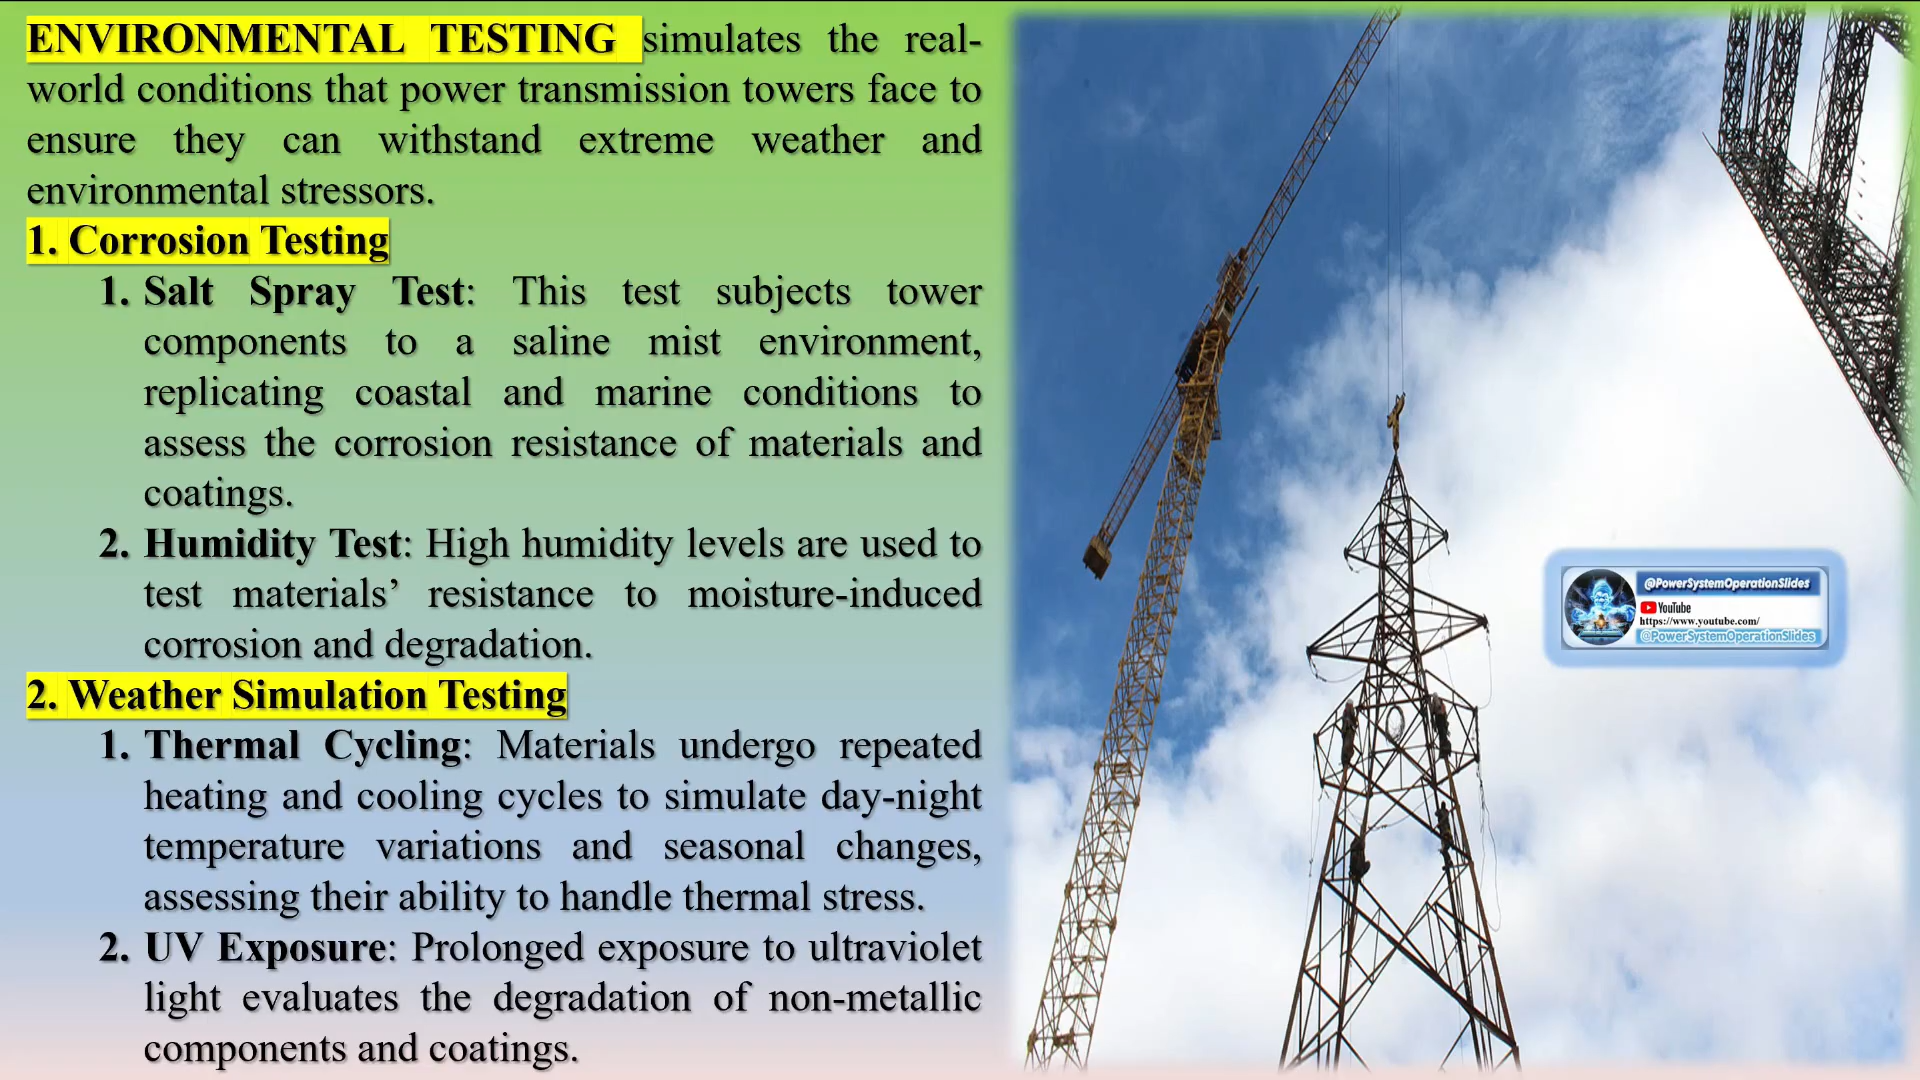 ENVIRONMENTAL TESTING simulates the real-
world conditions that power transmission towers face to
ensure they can withstand extreme weather and
environmental stressors.
1. Corrosion Testing
1. Salt Spray Test: This test subjects tower
components to a saline mist environment,
replicating coastal and marine conditions to
assess the corrosion resistance of materials and
coatings.
2. Humidity Test: High humidity levels are used to
test materials’ resistance to moisture-induced
corrosion and degradation.
2. Weather Simulation Testing
1. Thermal Cycling: Materials undergo repeated
heating and cooling cycles to simulate day-night
temperature variations and seasonal changes,
assessing their ability to handle thermal stress.
2. UV Exposure: Prolonged exposure to ultraviolet
light evaluates the degradation of non-metallic
components and coatings.
@PowerSystemOperationSlides
YouTube
https://www.youtube.com/
@PowerSystemOperationSlides